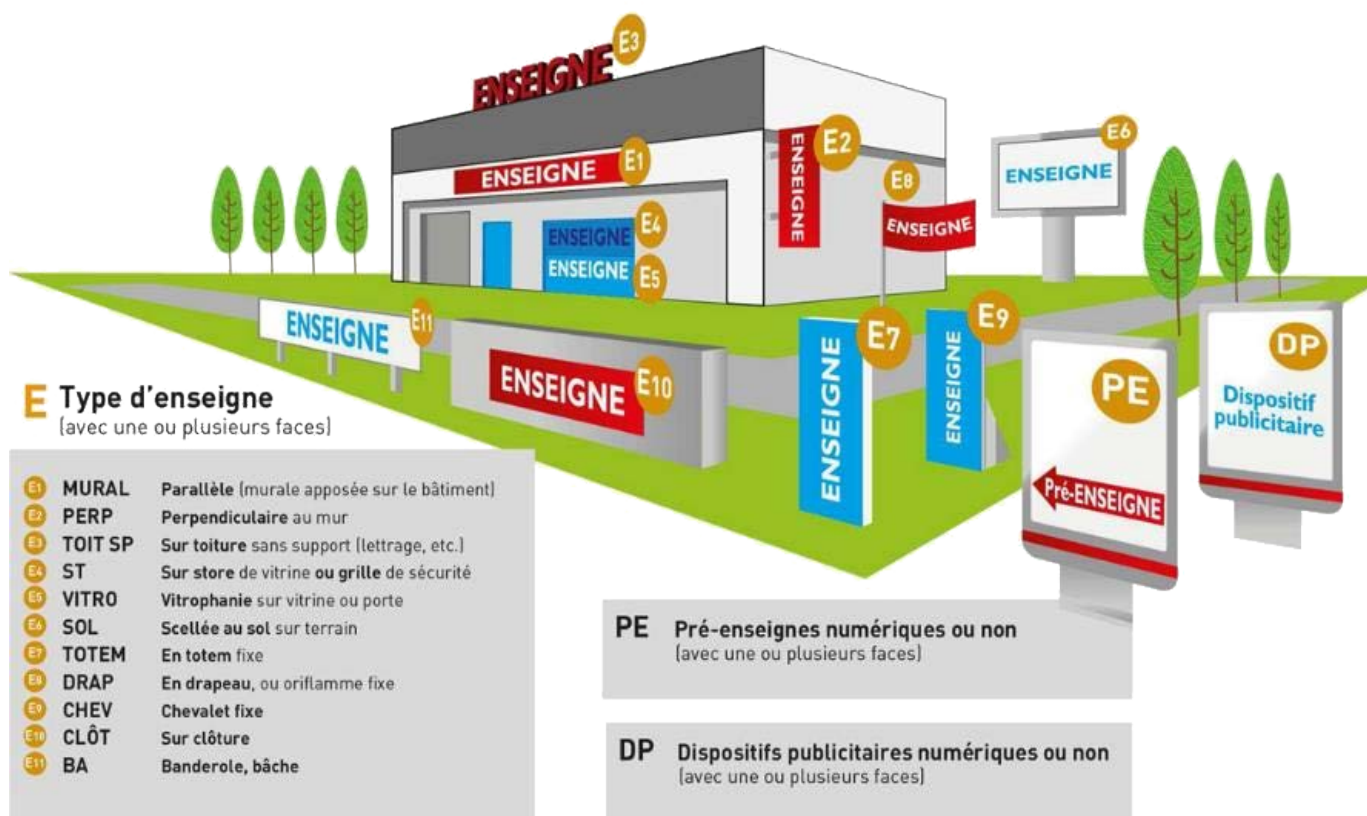 ENSEIGNE E3
ENSEIGNE E1
ENSEIGNE E2
E6
ENSEIGNE
E8
ENSEIGNE
ENSEIGNE E4
ENSEIGNE E5
ENSEIGNE E11
ENSEIGNE E10
ENSEIGNE E7
ENSEIGNE E9
PE
Pré-ENSEIGNE
DP
Dispositif
publicitaire
E Type d'enseigne
(avec une ou plusieurs faces)
E1 MURAL Parallèle (murale apposée sur le bâtiment)
E2 PERP Perpendiculaire au mur
E3 TOIT SP Sur toiture sans support (lettrage, etc.)
E4 ST Sur store de vitrine ou grille de sécurité
E5 VITRO Vitrophanie sur vitrine ou porte
E6 SOL Scellée au sol sur terrain
E7 TOTEM En totem fixe
E8 DRAP En drapeau, ou oriflamme fixe
E9 CHEV Chevalet fixe
E10 CLÔT Sur clôture
E11 BA Banderole, bâche
PE Pré-enseignes numériques ou non
(avec une ou plusieurs faces)
DP Dispositifs publicitaires numériques ou non
(avec une ou plusieurs faces)